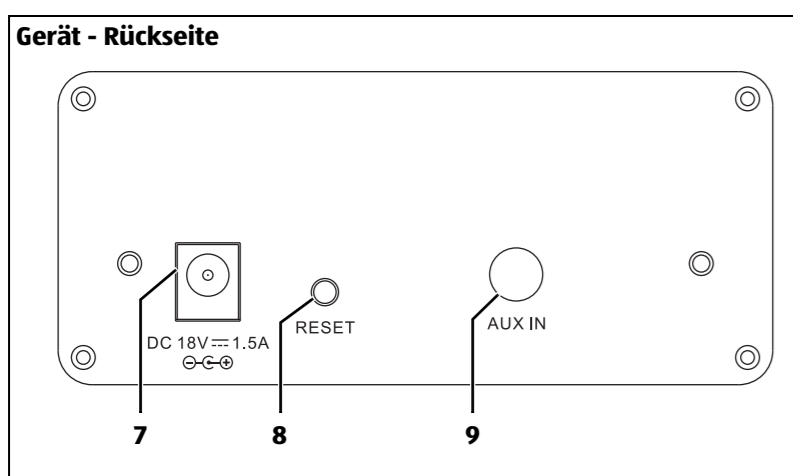 Gerät - Rückseite
RESET
AUX IN
DC 18V⎓1.5A
7 8 9